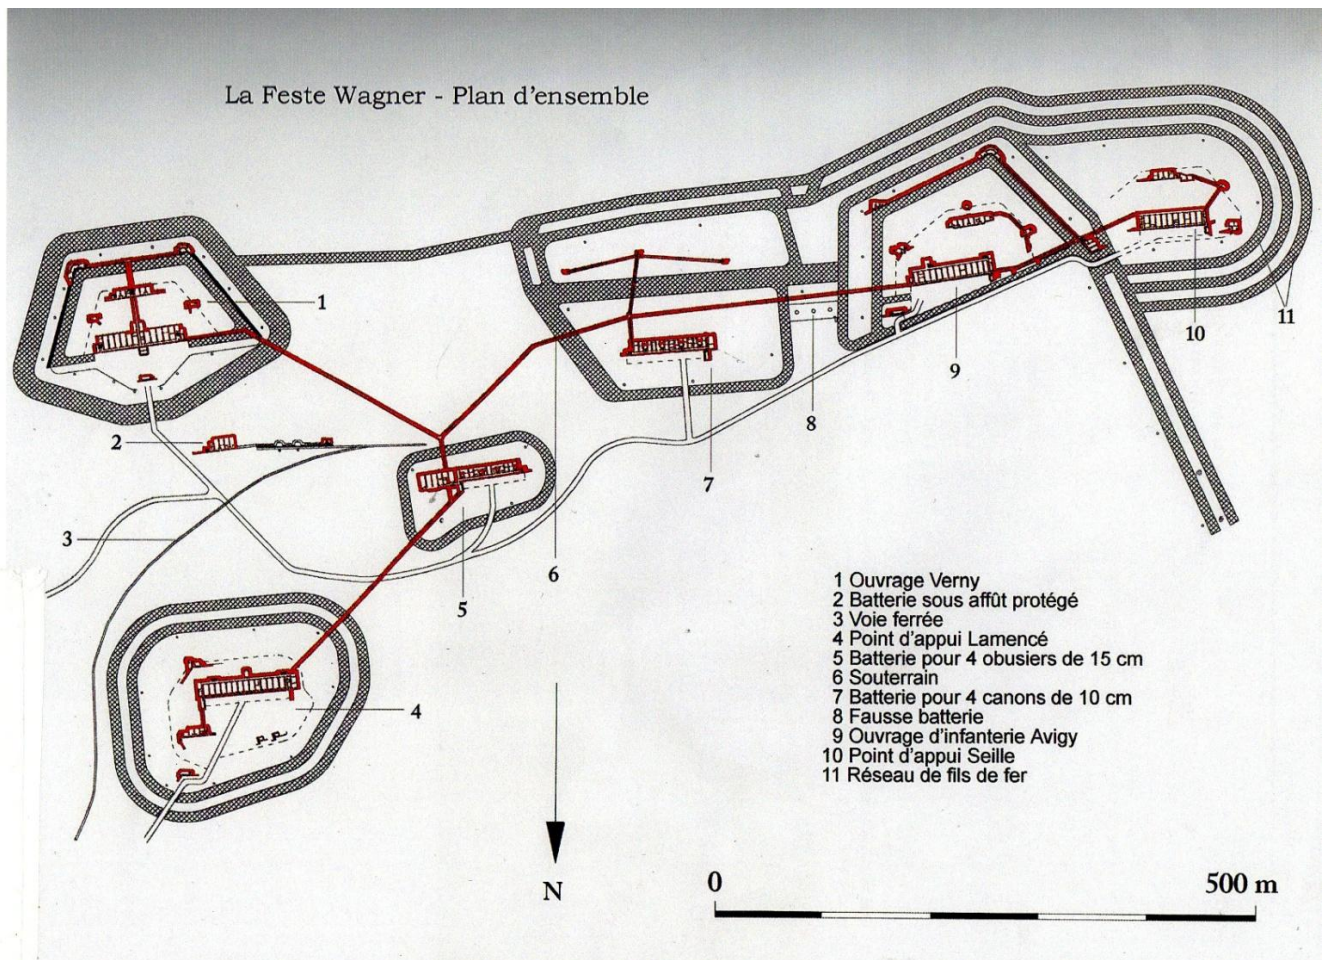 La Feste Wagner - Plan d'ensemble
1
2
3
4
5
6
7
8
9
10
11
1 Ouvrage Verny
2 Batterie sous affût protégé
3 Voie ferrée
4 Point d'appui Lamencé
5 Batterie pour 4 obusiers de 15 cm
6 Souterrain
7 Batterie pour 4 canons de 10 cm
8 Fausse batterie
9 Ouvrage d'infanterie Avigy
10 Point d'appui Seille
11 Réseau de fils de fer
N
0 500 m